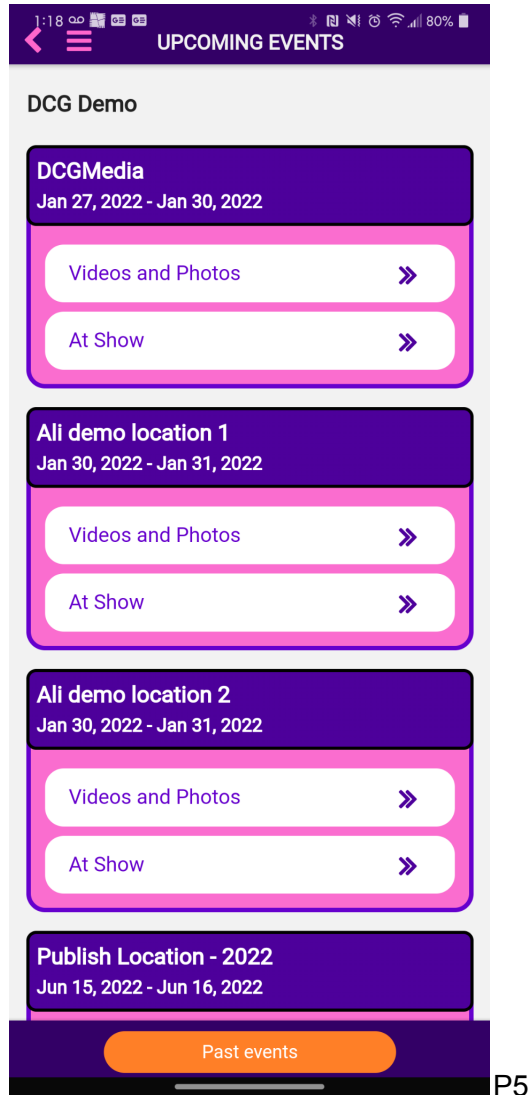 1:18 80%
UPCOMING EVENTS
DCG Demo
DCGMedia
Jan 27, 2022 - Jan 30, 2022
Videos and Photos
At Show
Ali demo location 1
Jan 30, 2022 - Jan 31, 2022
Videos and Photos
At Show
Ali demo location 2
Jan 30, 2022 - Jan 31, 2022
Videos and Photos
At Show
Publish Location - 2022
Jun 15, 2022 - Jun 16, 2022
Past events
P5